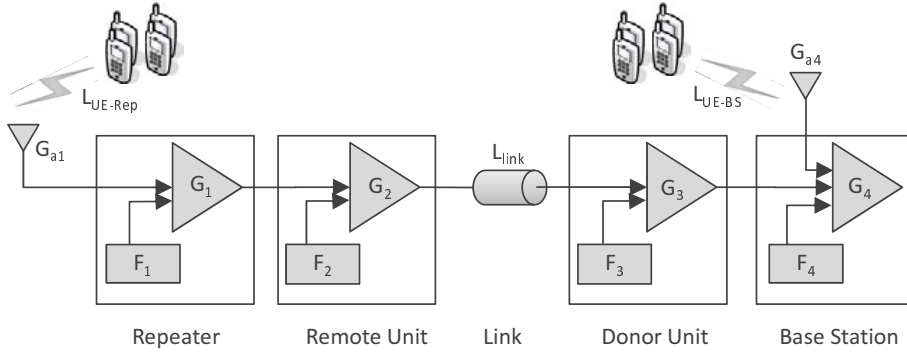 L_UE-Rep
G_a1
G_1
F_1
G_2
F_2
L_link
G_3
F_3
L_UE-BS
G_a4
G_4
F_4
Repeater
Remote Unit
Link
Donor Unit
Base Station